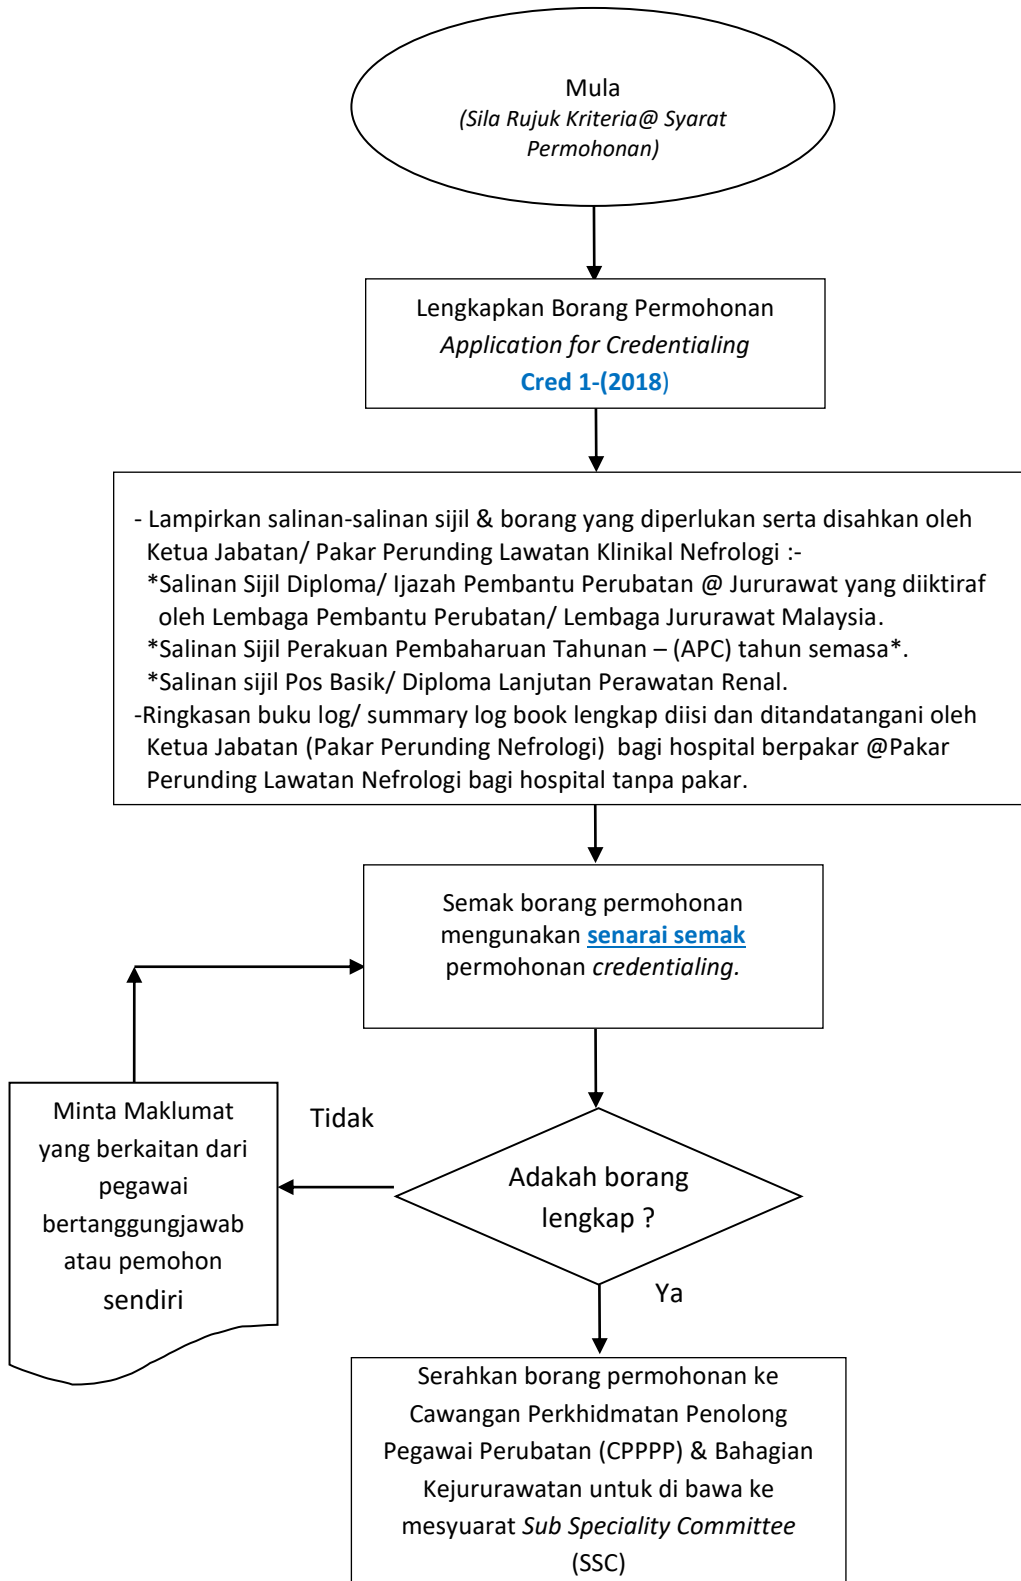 Mula
(Sila Rujuk Kriteria@ Syarat
Permohonan)
Lengkapkan Borang Permohonan
Application for Credentialing
Cred 1-(2018)
- Lampirkan salinan-salinan sijil & borang yang diperlukan serta disahkan oleh
Ketua Jabatan/ Pakar Perunding Lawatan Klinikal Nefrologi :-
*Salinan Sijil Diploma/ Ijazah Pembantu Perubatan @ Jururawat yang diiktiraf
oleh Lembaga Pembantu Perubatan/ Lembaga Jururawat Malaysia.
*Salinan Sijil Perakuan Pembaharuan Tahunan – (APC) tahun semasa*.
*Salinan sijil Pos Basik/ Diploma Lanjutan Perawatan Renal.
-Ringkasan buku log/ summary log book lengkap diisi dan ditandatangani oleh
Ketua Jabatan (Pakar Perunding Nefrologi) bagi hospital berpakar @Pakar
Perunding Lawatan Nefrologi bagi hospital tanpa pakar.
Semak borang permohonan
mengunakan senarai semak
permohonan credentialing.
Minta Maklumat
yang berkaitan dari
pegawai
bertanggungjawab
atau pemohon
sendiri
Tidak
Adakah borang
lengkap ?
Ya
Serahkan borang permohonan ke
Cawangan Perkhidmatan Penolong
Pegawai Perubatan (CPPPP) & Bahagian
Kejururawatan untuk di bawa ke
mesyuarat Sub Speciality Committee
(SSC)